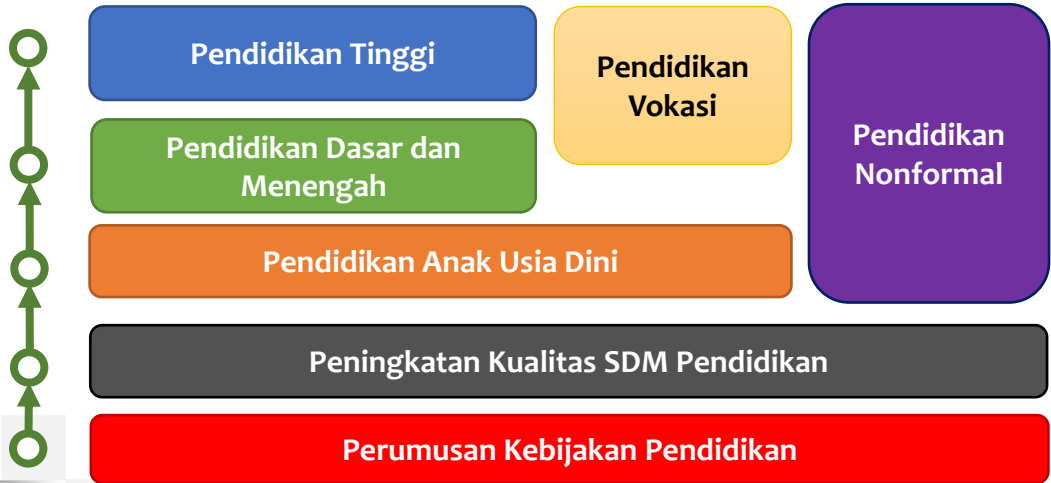 Pendidikan Tinggi
Pendidikan
Vokasi
Pendidikan
Nonformal
Pendidikan Dasar dan
Menengah
Pendidikan Anak Usia Dini
Peningkatan Kualitas SDM Pendidikan
Perumusan Kebijakan Pendidikan